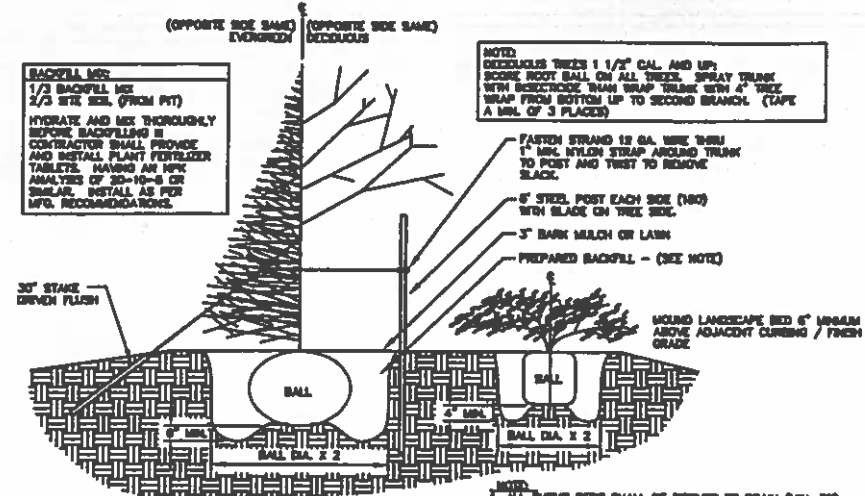 (OPPOSITE SIDE SAME) (OPPOSITE SIDE SAME)
EVERGREEN DECIDUOUS
BACKFILL MIX:
1/3 BACKFILL MIX
2/3 SITE SOIL (FROM PIT)
HYDRATE AND MIX THOROUGHLY
BEFORE BACKFILLING
CONTRACTOR SHALL PROVIDE
AND INSTALL PLANT FERTILIZER
TABLETS. HAVING AN NPK
ANALYSIS OF 20-10-5 OR
SIMILAR. INSTALL AS PER
MFG. RECOMMENDATIONS.
NOTE:
DECIDUOUS TREES 1 1/2" CAL. AND UP:
SCORE ROOT BALL ON ALL TREES. SPRAY TRUNK
WITH INSECTICIDE THAN WRAP TRUNK WITH 4" TREE
WRAP FROM BOTTOM UP TO SECOND BRANCH. (TAPE
A MIN. OF 3 PLACES)
FASTEN STRAND 12 GA. WIRE THRU
1" MIN. NYLON STRAP AROUND TRUNK
TO POST AND TWIST TO REMOVE
SLACK.
6' STEEL POST EACH SIDE (180)
WITH BLADE ON TREE SIDE.
3" BARK MULCH OR LAWN
PREPARED BACKFILL - (SEE NOTE)
30" STAKE
DRIVEN FLUSH
MOUND LANDSCAPE BED 6" MINIMUM
ABOVE ADJACENT CURBING / FINISH
GRADE
BALL
BALL
6" MIN.
4" MIN.
BALL DIA. X 2
BALL DIA. X 2
NOTE: